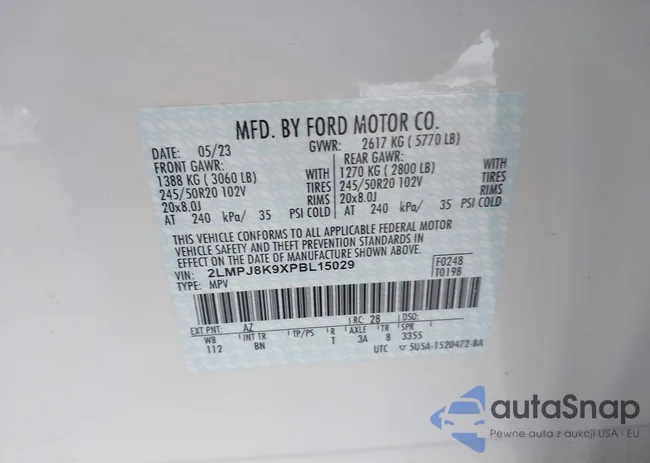 MFD. BY FORD MOTOR CO.
DATE: 05/23 GVWR: 2617 KG ( 5770 LB)
FRONT GAWR: REAR GAWR:
1388 KG ( 3060 LB) WITH 1270 KG ( 2800 LB) WITH
245/50R20 102V TIRES 245/50R20 102V TIRES
20x8.0J RIMS 20x8.0J RIMS
AT 240 kPa/ 35 PSI COLD AT 240 kPa/ 35 PSI COLD
THIS VEHICLE CONFORMS TO ALL APPLICABLE FEDERAL MOTOR
VEHICLE SAFETY AND THEFT PREVENTION STANDARDS IN
EFFECT ON THE DATE OF MANUFACTURE SHOWN ABOVE.
VIN: 2LMPJ8K9XPBL15029 F0248
TYPE: MPV T0198
EXT PNT: AZ RC: 28 DSO:
WB INT TR TP/PS R AXLE TR SPR
112 BN 1 3A 8 3355
UTC ▽ 5U5A-1520472-BA
autaSnap
Pewne auta z aukcji USA i EU